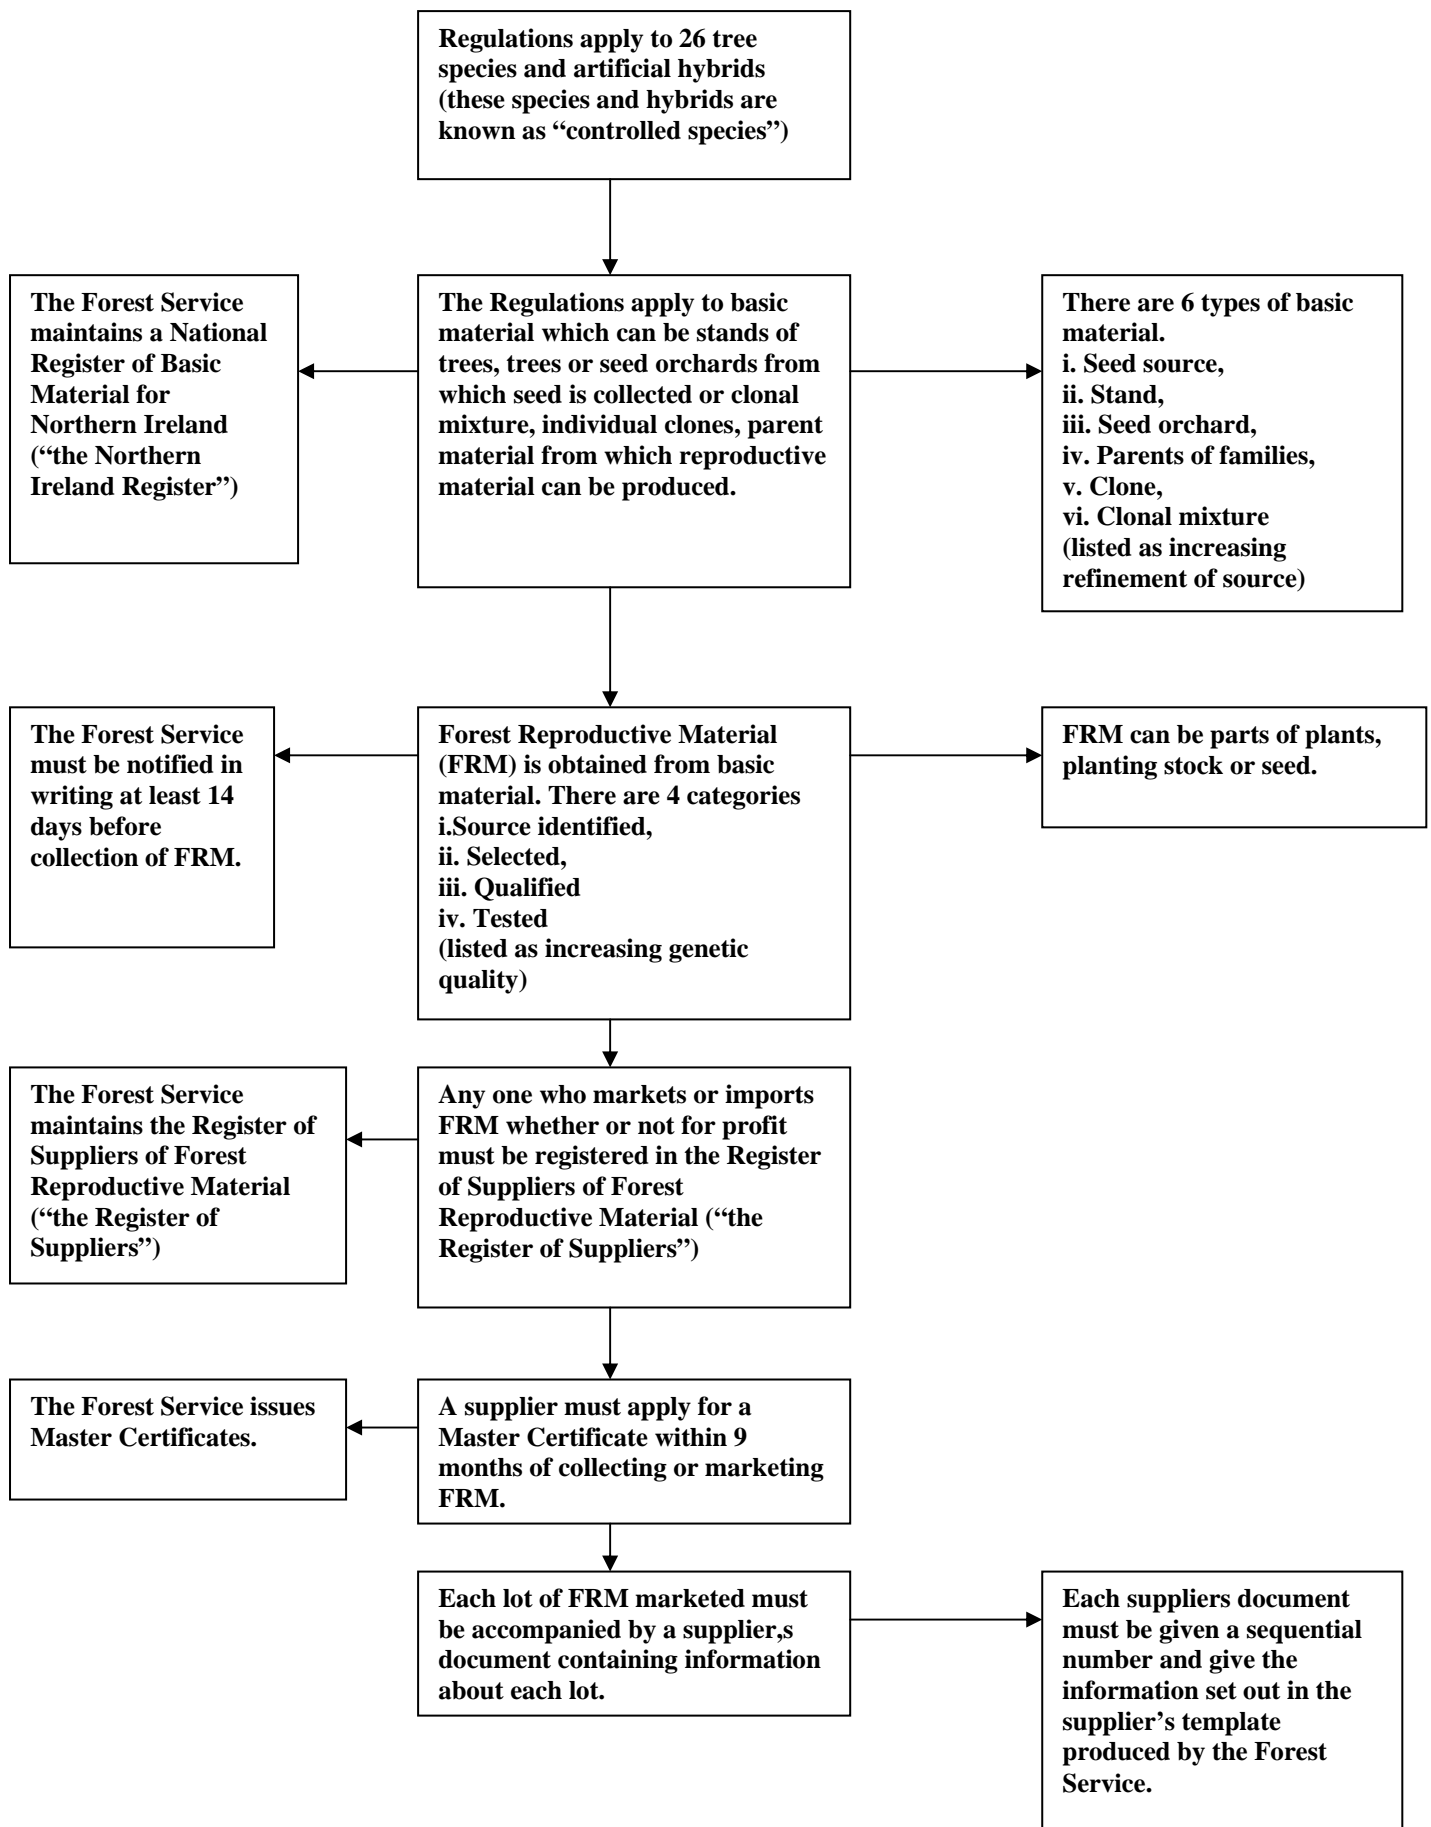 Regulations apply to 26 tree
species and artificial hybrids
(these species and hybrids are
known as “controlled species”)
The Forest Service
maintains a National
Register of Basic
Material for
Northern Ireland
(“the Northern
Ireland Register”)
The Regulations apply to basic
material which can be stands of
trees, trees or seed orchards from
which seed is collected or clonal
mixture, individual clones, parent
material from which reproductive
material can be produced.
There are 6 types of basic
material.
i. Seed source,
ii. Stand,
iii. Seed orchard,
iv. Parents of families,
v. Clone,
vi. Clonal mixture
(listed as increasing
refinement of source)
The Forest Service
must be notified in
writing at least 14
days before
collection of FRM.
Forest Reproductive Material
(FRM) is obtained from basic
material. There are 4 categories
i.Source identified,
ii. Selected,
iii. Qualified
iv. Tested
(listed as increasing genetic
quality)
FRM can be parts of plants,
planting stock or seed.
The Forest Service
maintains the Register of
Suppliers of Forest
Reproductive Material
(“the Register of
Suppliers”)
Any one who markets or imports
FRM whether or not for profit
must be registered in the Register
of Suppliers of Forest
Reproductive Material (“the
Register of Suppliers”)
The Forest Service issues
Master Certificates.
A supplier must apply for a
Master Certificate within 9
months of collecting or marketing
FRM.
Each lot of FRM marketed must
be accompanied by a supplier,s
document containing information
about each lot.
Each suppliers document
must be given a sequential
number and give the
information set out in the
supplier’s template
produced by the Forest
Service.